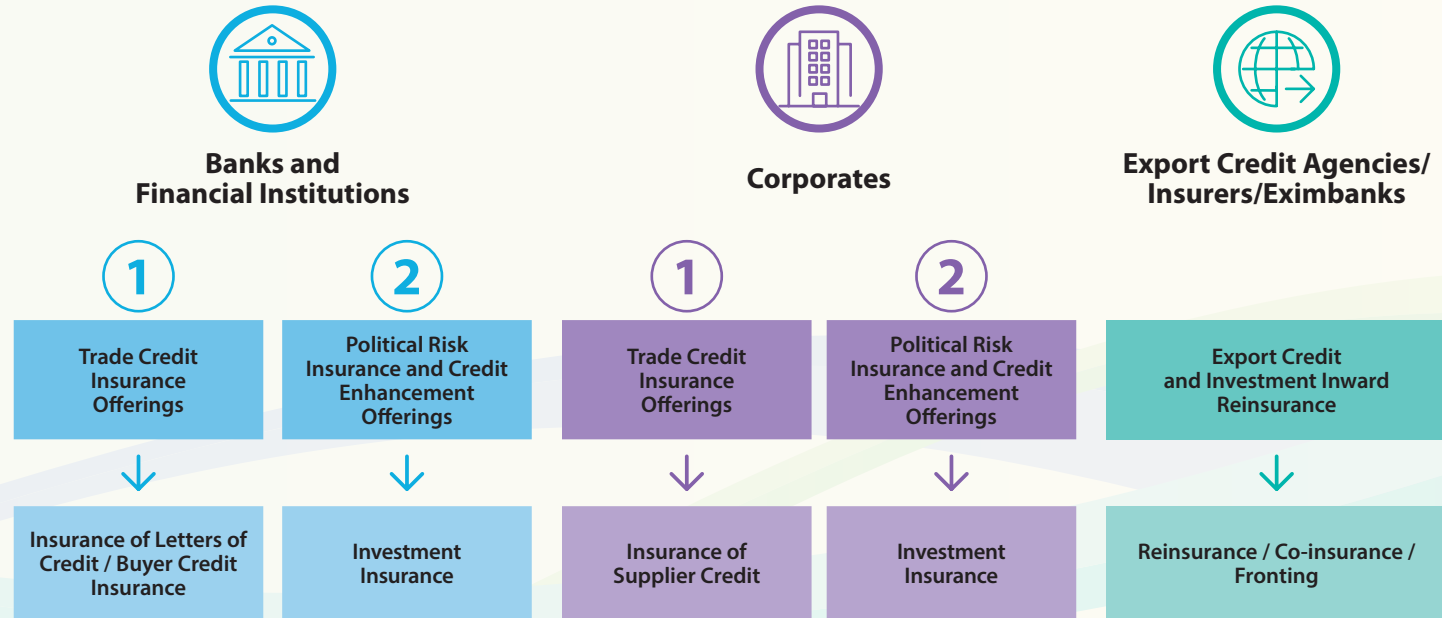 Banks and
Financial Institutions
Corporates
Export Credit Agencies/
Insurers/Eximbanks
1
2
1
2
Trade Credit
Insurance
Offerings
Political Risk
Insurance and Credit
Enhancement
Offerings
Trade Credit
Insurance
Offerings
Political Risk
Insurance and Credit
Enhancement
Offerings
Export Credit
and Investment Inward
Reinsurance
Insurance of Letters of
Credit / Buyer Credit
Insurance
Investment
Insurance
Insurance of
Supplier Credit
Investment
Insurance
Reinsurance / Co-insurance /
Fronting